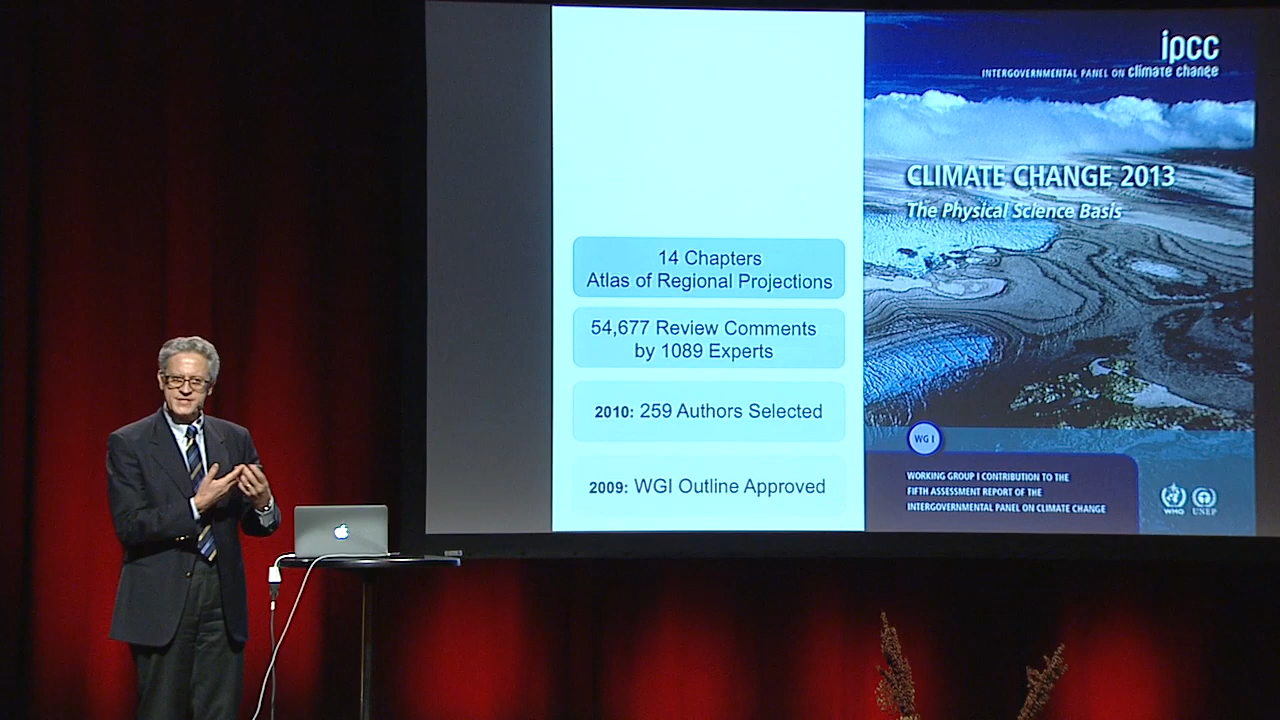 14 Chapters
Atlas of Regional Projections
54,677 Review Comments
by 1089 Experts
2010: 259 Authors Selected
2009: WGI Outline Approved
ipcc
INTERGOVERNMENTAL PANEL ON climate change
CLIMATE CHANGE 2013
The Physical Science Basis
WG I
WORKING GROUP I CONTRIBUTION TO THE
FIFTH ASSESSMENT REPORT OF THE
INTERGOVERNMENTAL PANEL ON CLIMATE CHANGE
WMO
UNEP